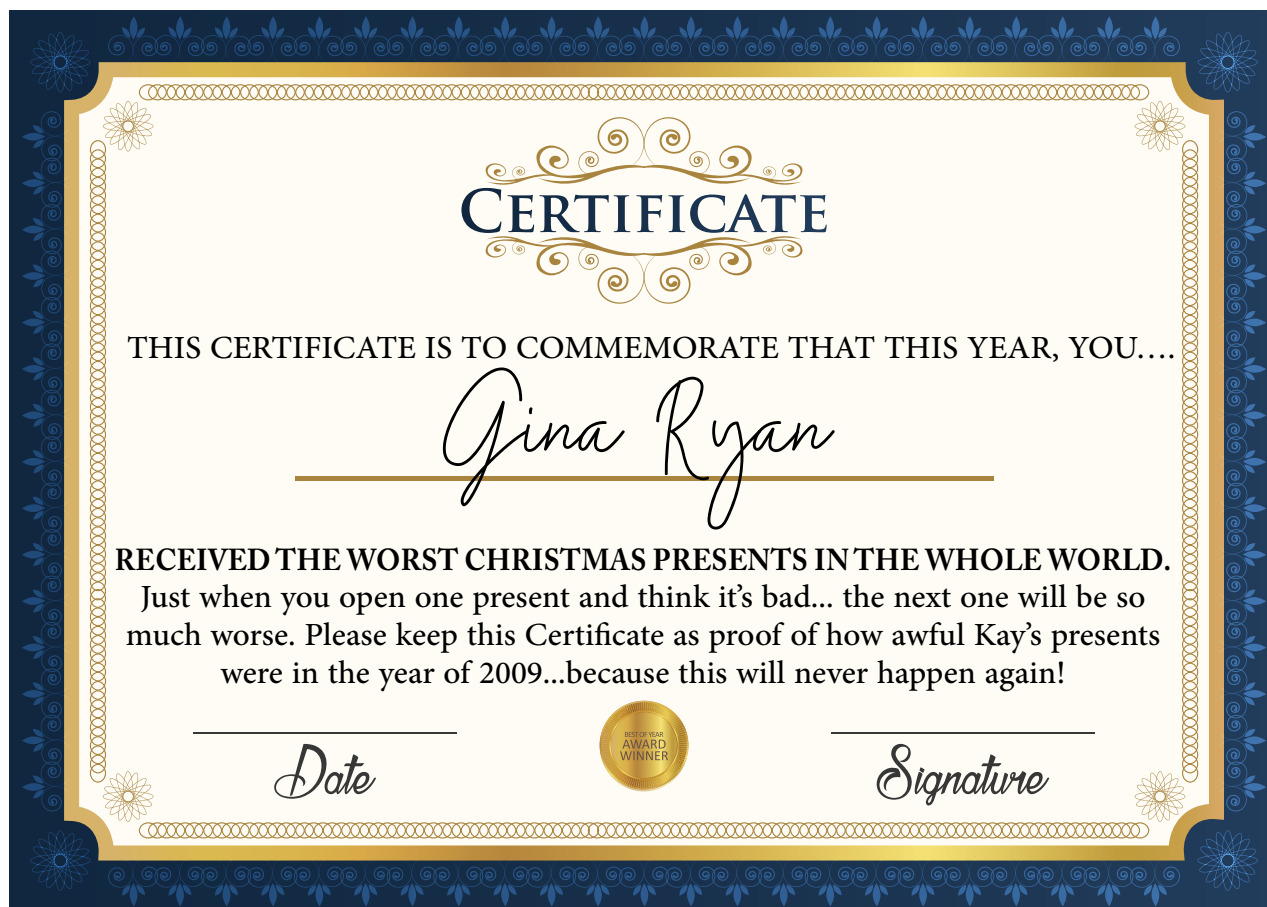 CERTIFICATE
THIS CERTIFICATE IS TO COMMEMORATE THAT THIS YEAR, YOU....
Gina Ryan
RECEIVED THE WORST CHRISTMAS PRESENTS IN THE WHOLE WORLD.
Just when you open one present and think it's bad... the next one will be so
much worse. Please keep this Certificate as proof of how awful Kay's presents
were in the year of 2009...because this will never happen again!
BEST OF YEAR
AWARD
WINNER
Date
Signature